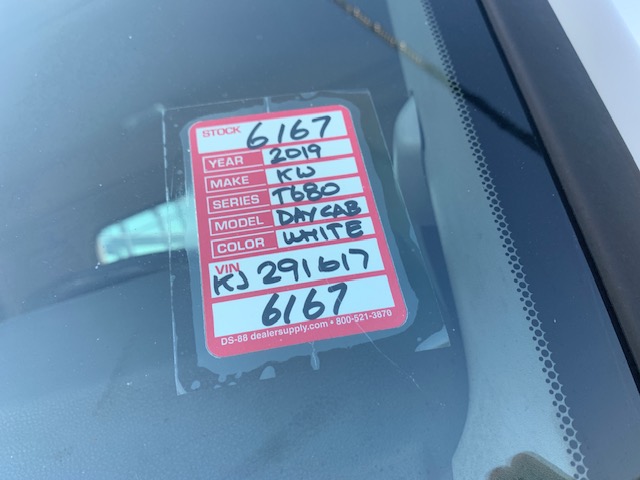 STOCK 6167
YEAR 2019
MAKE KW
SERIES T680
MODEL DAYCAB
COLOR WHITE
VIN
KJ 291617
6167
DS-88 dealersupply.com • 800-521-3870